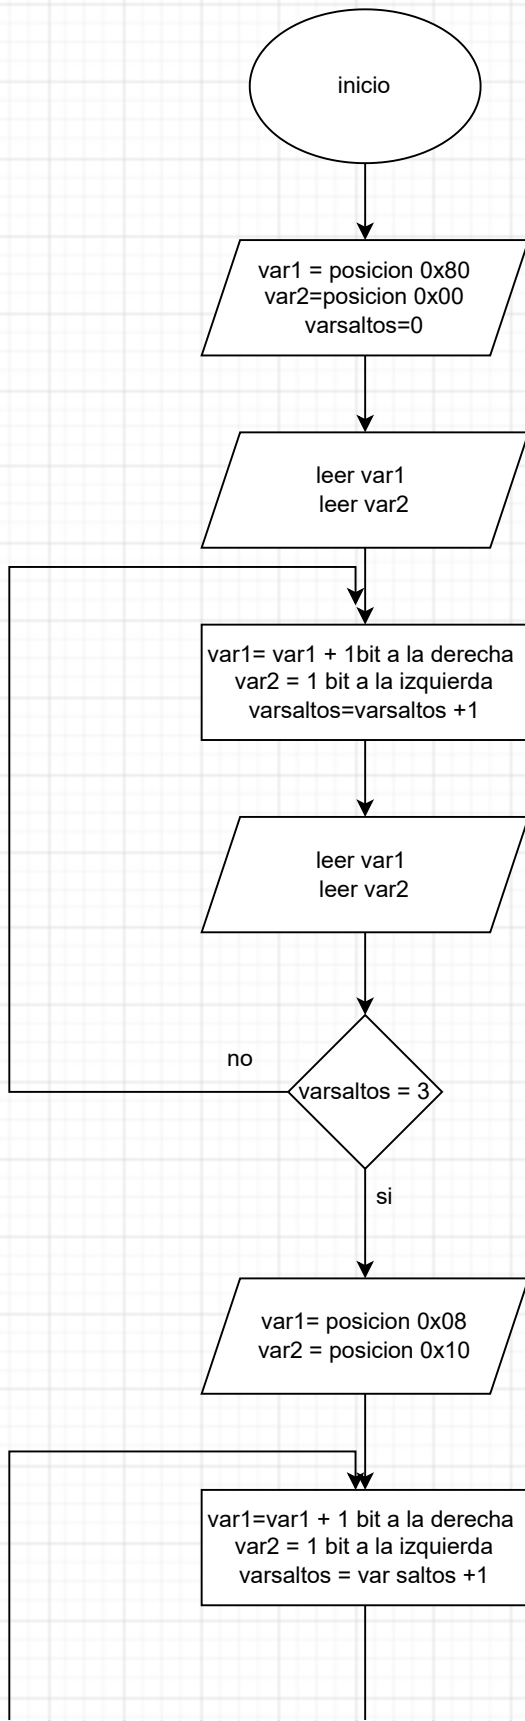 inicio
var1 = posicion 0x80
var2=posicion 0x00
varsaltos=0
leer var1
leer var2
var1= var1 + 1bit a la derecha
var2 = 1 bit a la izquierda
varsaltos=varsaltos +1
leer var1
leer var2
no
varsaltos = 3
si
var1= posicion 0x08
var2 = posicion 0x10
var1=var1 + 1 bit a la derecha
var2 = 1 bit a la izquierda
varsaltos = var saltos +1